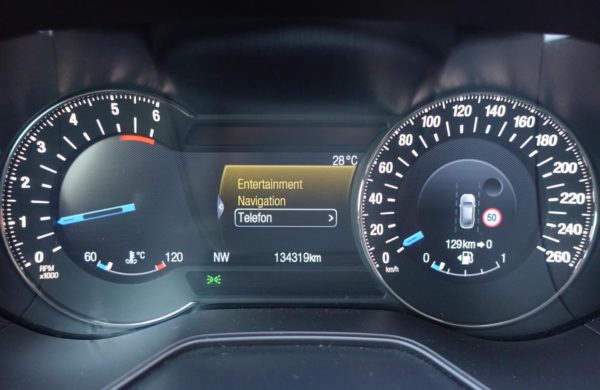 0
1
2
3
4
5
6
RPM
x1000
60
°C
120
28°C
Entertainment
Navigation
Telefon >
NW
134319km
0
20
40
60
80
100
120
140
160
180
200
220
240
260
km/h
50
129km→0
0
1